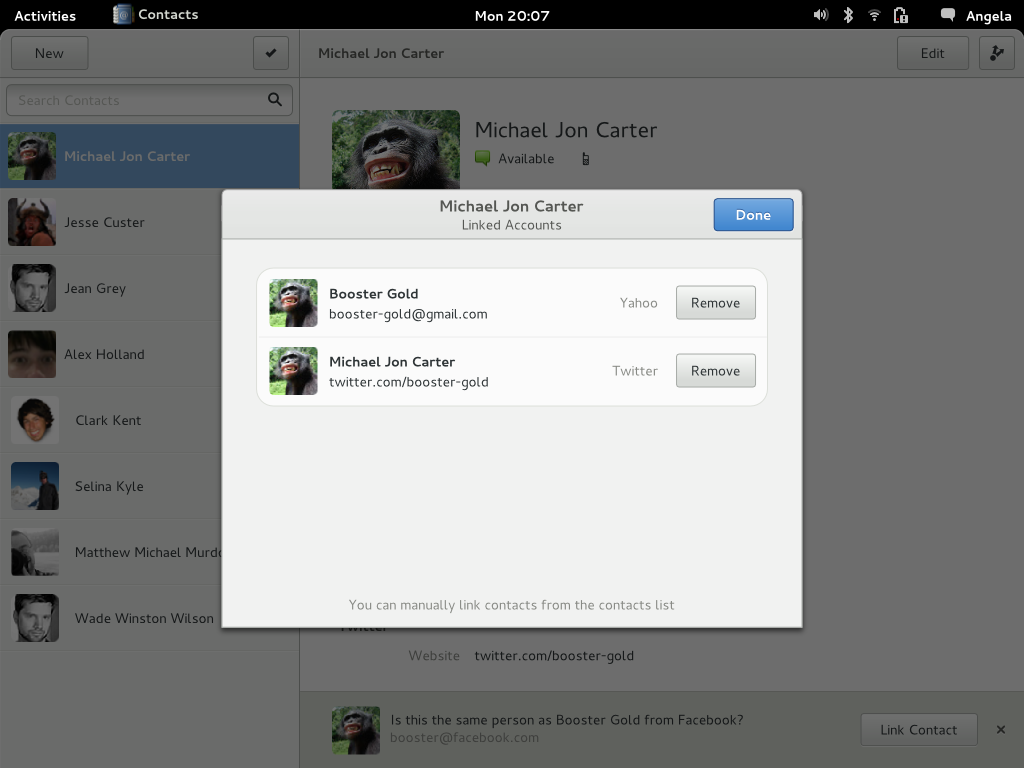 Activities
Contacts
Mon 20:07
Angela
New
Michael Jon Carter
Edit
Search Contacts
Michael Jon Carter
Jesse Custer
Jean Grey
Alex Holland
Clark Kent
Selina Kyle
Matthew Michael
Wade Winston Wilson
Michael Jon Carter
Available
Michael Jon Carter
Linked Accounts
Done
Booster Gold
booster-gold@gmail.com
Yahoo
Remove
Michael Jon Carter
twitter.com/booster-gold
Twitter
Remove
You can manually link contacts from the contacts list
Twitter
Website twitter.com/booster-gold
Is this the same person as Booster Gold from Facebook?
booster@facebook.com
Link Contact